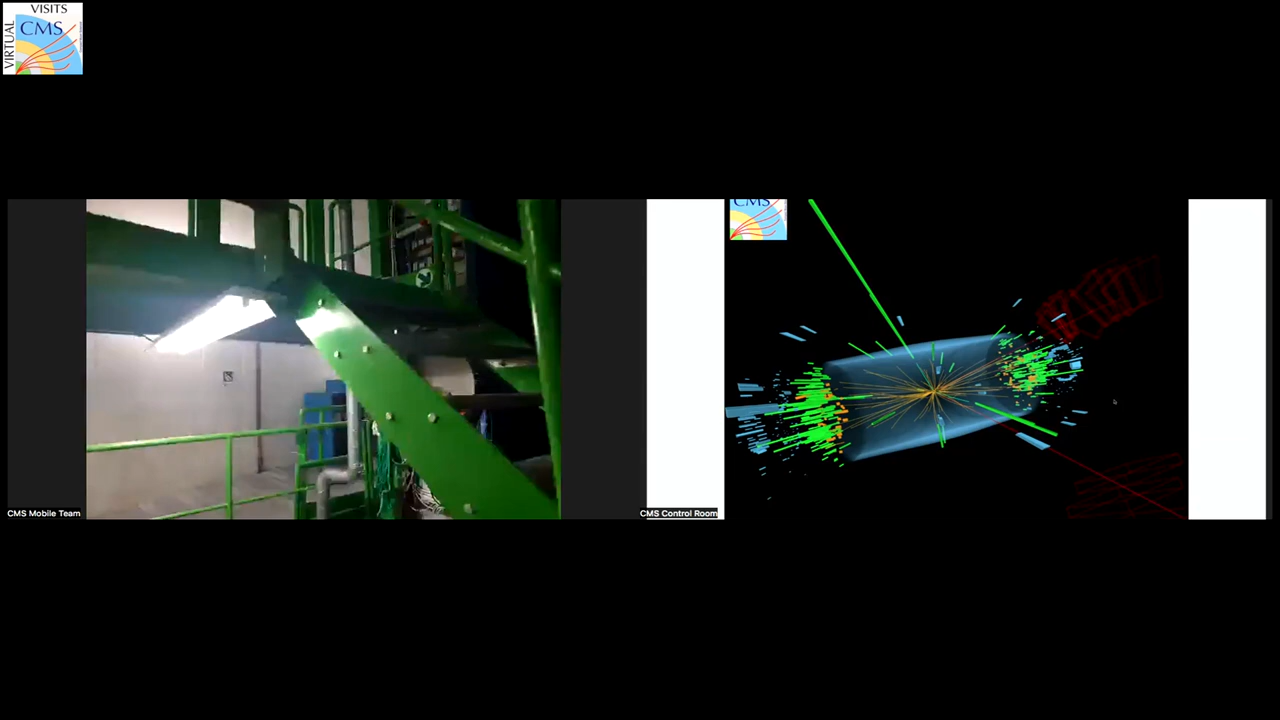 VISITS
VIRTUAL
CMS
CMS
CMS Mobile Team
CMS Control Room